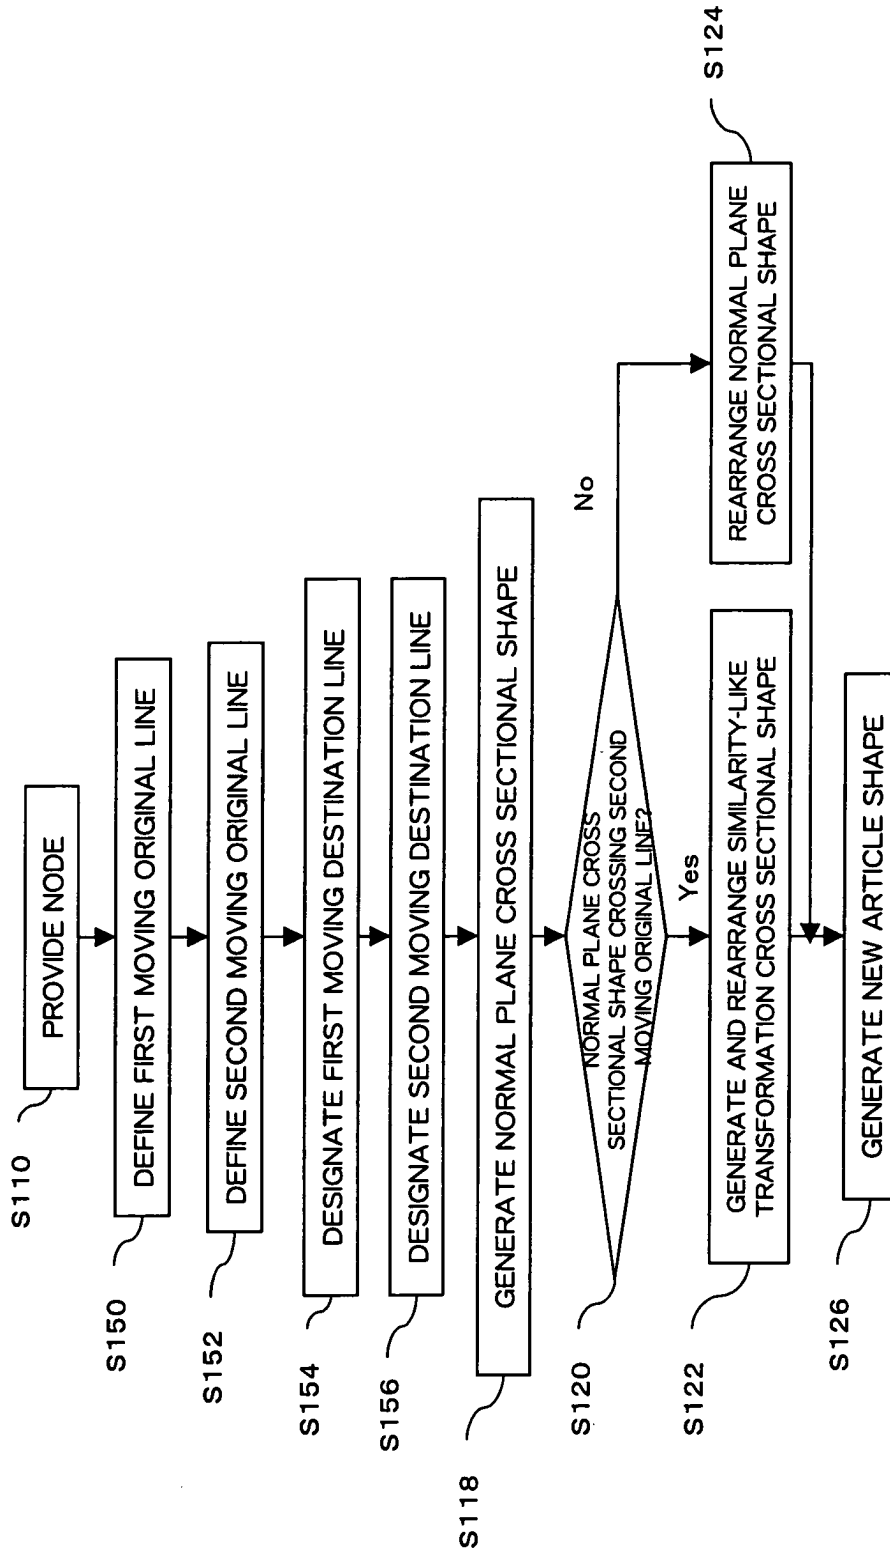 S110
PROVIDE NODE
S150
DEFINE FIRST MOVING ORIGINAL LINE
S152
DEFINE SECOND MOVING ORIGINAL LINE
S154
DESIGNATE FIRST MOVING DESTINATION LINE
S156
DESIGNATE SECOND MOVING DESTINATION LINE
S118
GENERATE NORMAL PLANE CROSS SECTIONAL SHAPE
S120
NORMAL PLANE CROSS
SECTIONAL SHAPE CROSSING SECOND
MOVING ORIGINAL LINE?
No
Yes
S122
GENERATE AND REARRANGE SIMILARITY-LIKE
TRANSFORMATION CROSS SECTIONAL SHAPE
REARRANGE NORMAL PLANE
CROSS SECTIONAL SHAPE
S124
S126
GENERATE NEW ARTICLE SHAPE